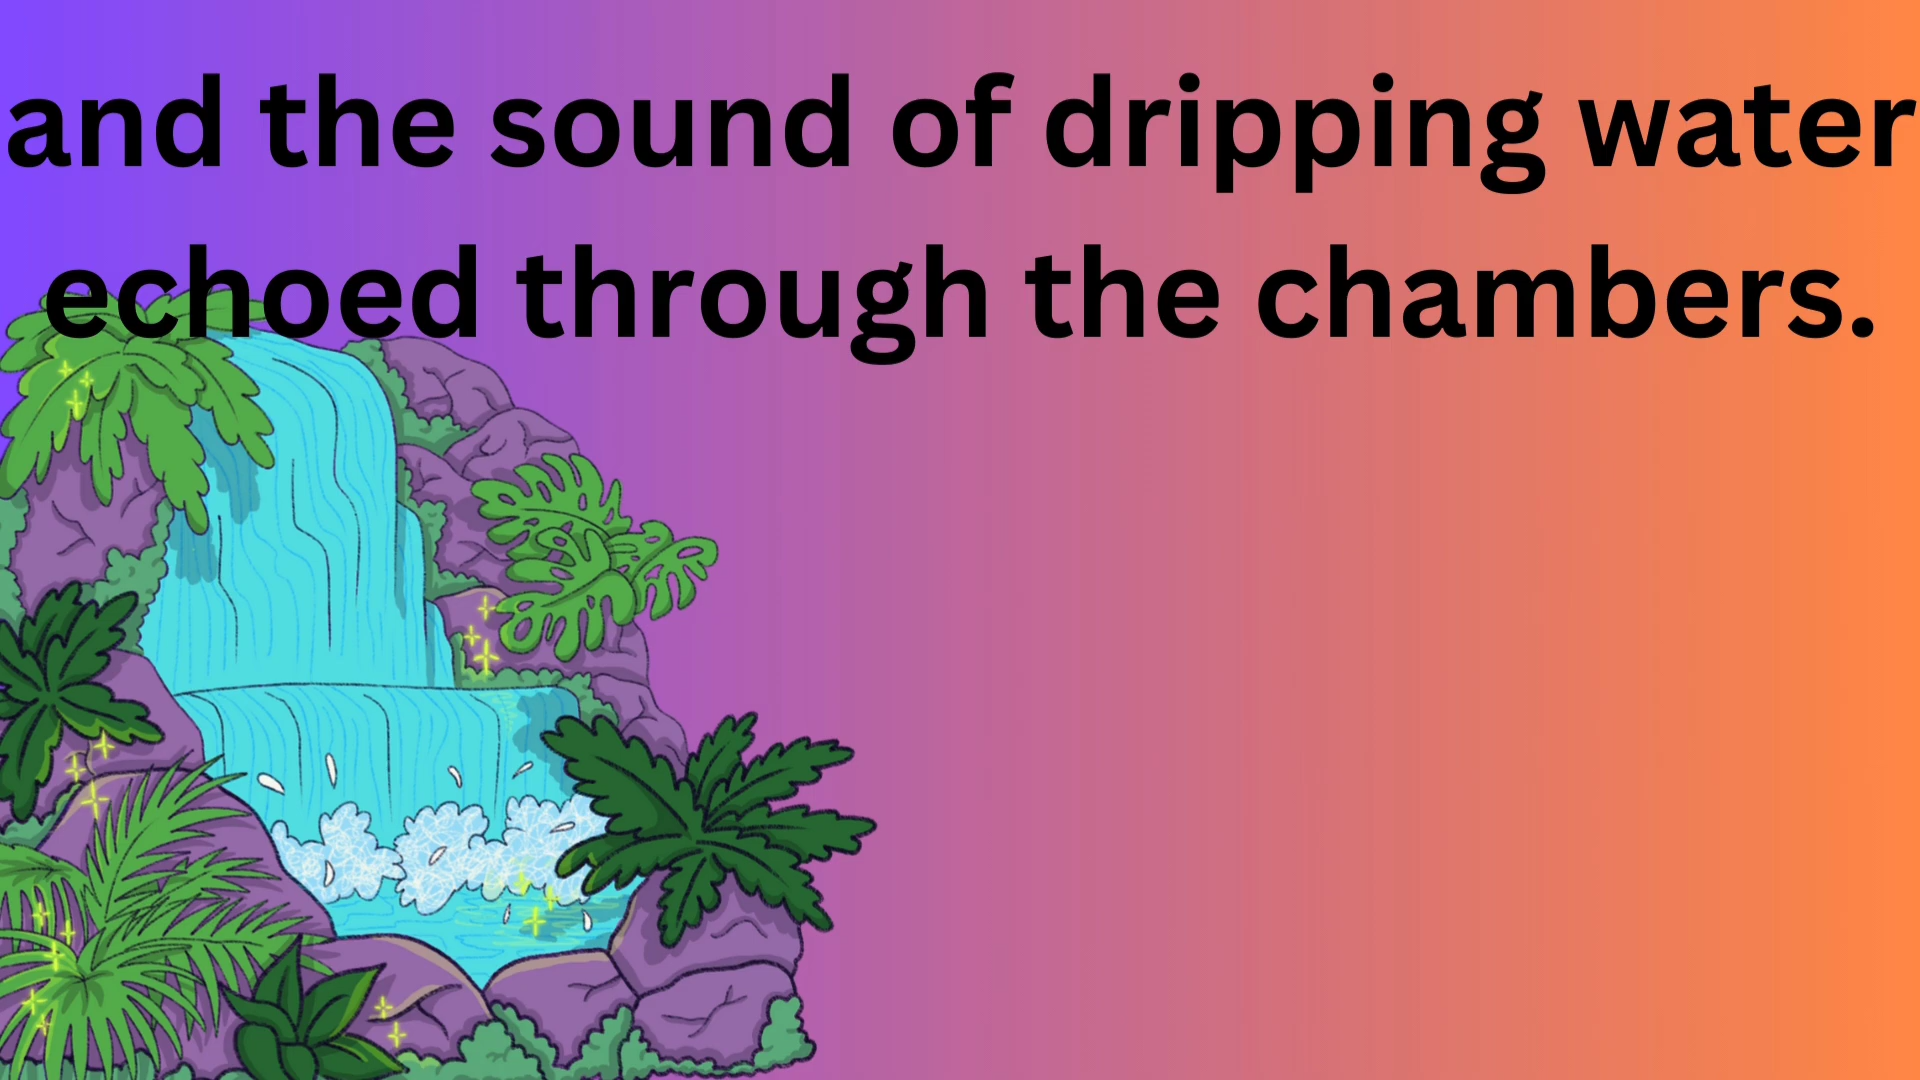 and the sound of dripping water
echoed through the chambers.